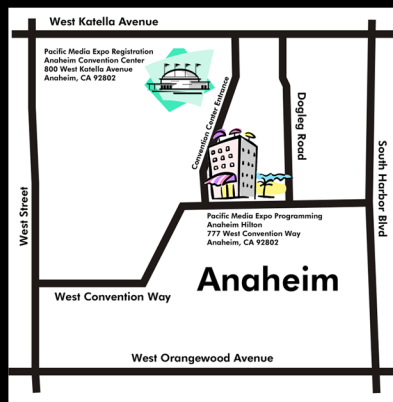 West Katella Avenue
Pacific Media Expo Registration
Anaheim Convention Center
800 West Katella Avenue
Anaheim, CA 92802
Convention Center Entrance
Dogleg Road
South Harbor Blvd
West Street
Pacific Media Expo Programming
Anaheim Hilton
777 West Convention Way
Anaheim, CA 92802
Anaheim
West Convention Way
West Orangewood Avenue